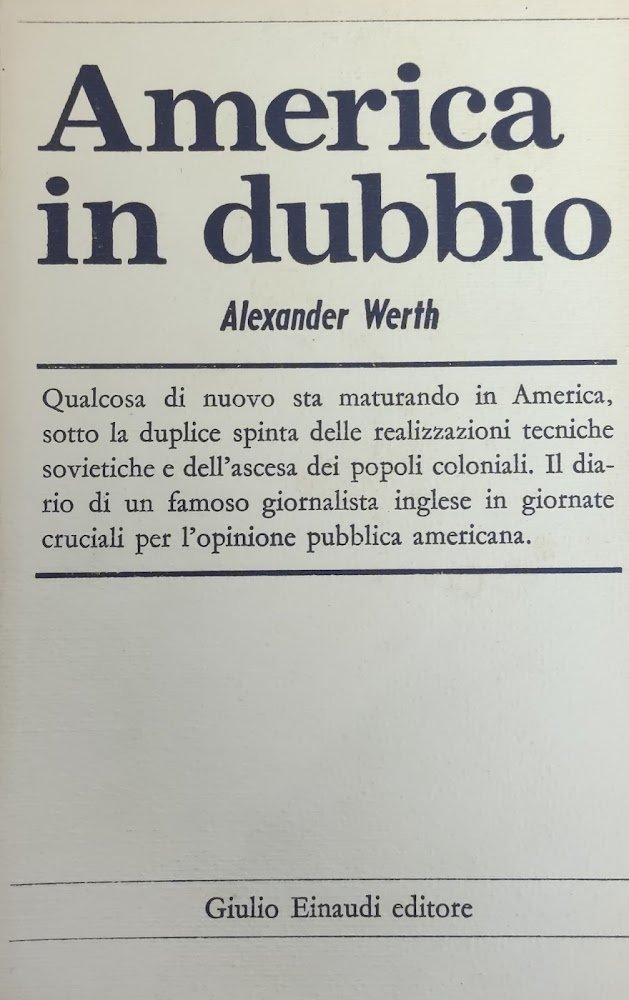 America
in dubbio
Alexander Werth
Qualcosa di nuovo sta maturando in America,
sotto la duplice spinta delle realizzazioni tecniche
sovietiche e dell'ascesa dei popoli coloniali. Il dia-
rio di un famoso giornalista inglese in giornate
cruciali per l'opinione pubblica americana.
Giulio Einaudi editore